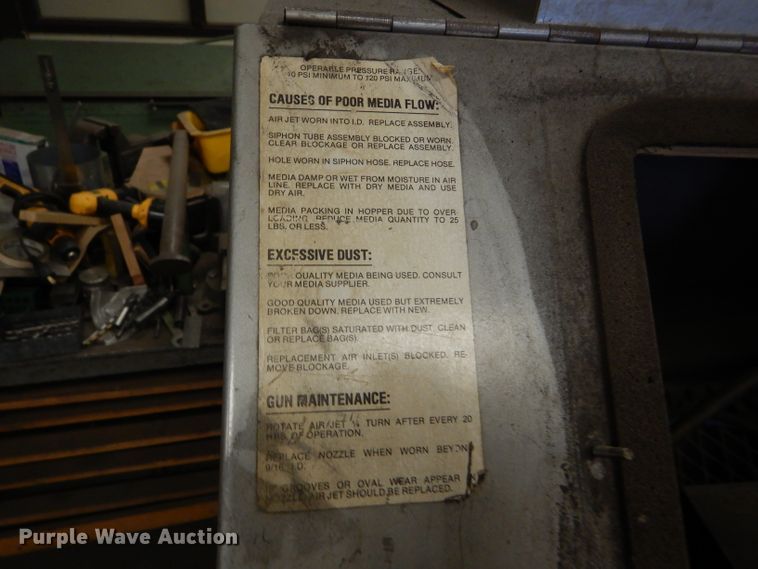 OPERABLE PRESSURE RANGE:
PSI MINIMUM TO 120 PSI MAXIMUM
CAUSES OF POOR MEDIA FLOW:
AIR JET WORN INTO I.D. REPLACE ASSEMBLY.
SIPHON TUBE ASSEMBLY BLOCKED OR WORN.
CLEAR BLOCKAGE OR REPLACE ASSEMBLY.
HOLE WORN IN SIPHON HOSE. REPLACE HOSE.
MEDIA DAMP OR WET FROM MOISTURE IN AIR
LINE. REPLACE WITH DRY MEDIA AND USE
DRY AIR.
MEDIA PACKING IN HOPPER DUE TO OVER-
LOADING. REDUCE MEDIA QUANTITY TO 25
LBS. OR LESS.
EXCESSIVE DUST:
QUALITY MEDIA BEING USED. CONSULT
YOUR MEDIA SUPPLIER.
GOOD QUALITY MEDIA USED BUT EXTREMELY
BROKEN DOWN. REPLACE WITH NEW.
FILTER BAG(S) SATURATED WITH DUST. CLEAN
OR REPLACE BAG(S).
REPLACEMENT AIR INLET(S) BLOCKED. RE-
MOVE BLOCKAGE.
GUN MAINTENANCE:
ROTATE AIR JET TURN AFTER EVERY 20
HRS. OF OPERATION.
REPLACE NOZZLE WHEN WORN BEYOND
9/16" I.D.
IF GROOVES OR OVAL WEAR APPEAR IN
NOZZLE AIR JET SHOULD BE REPLACED.
Purple Wave Auction